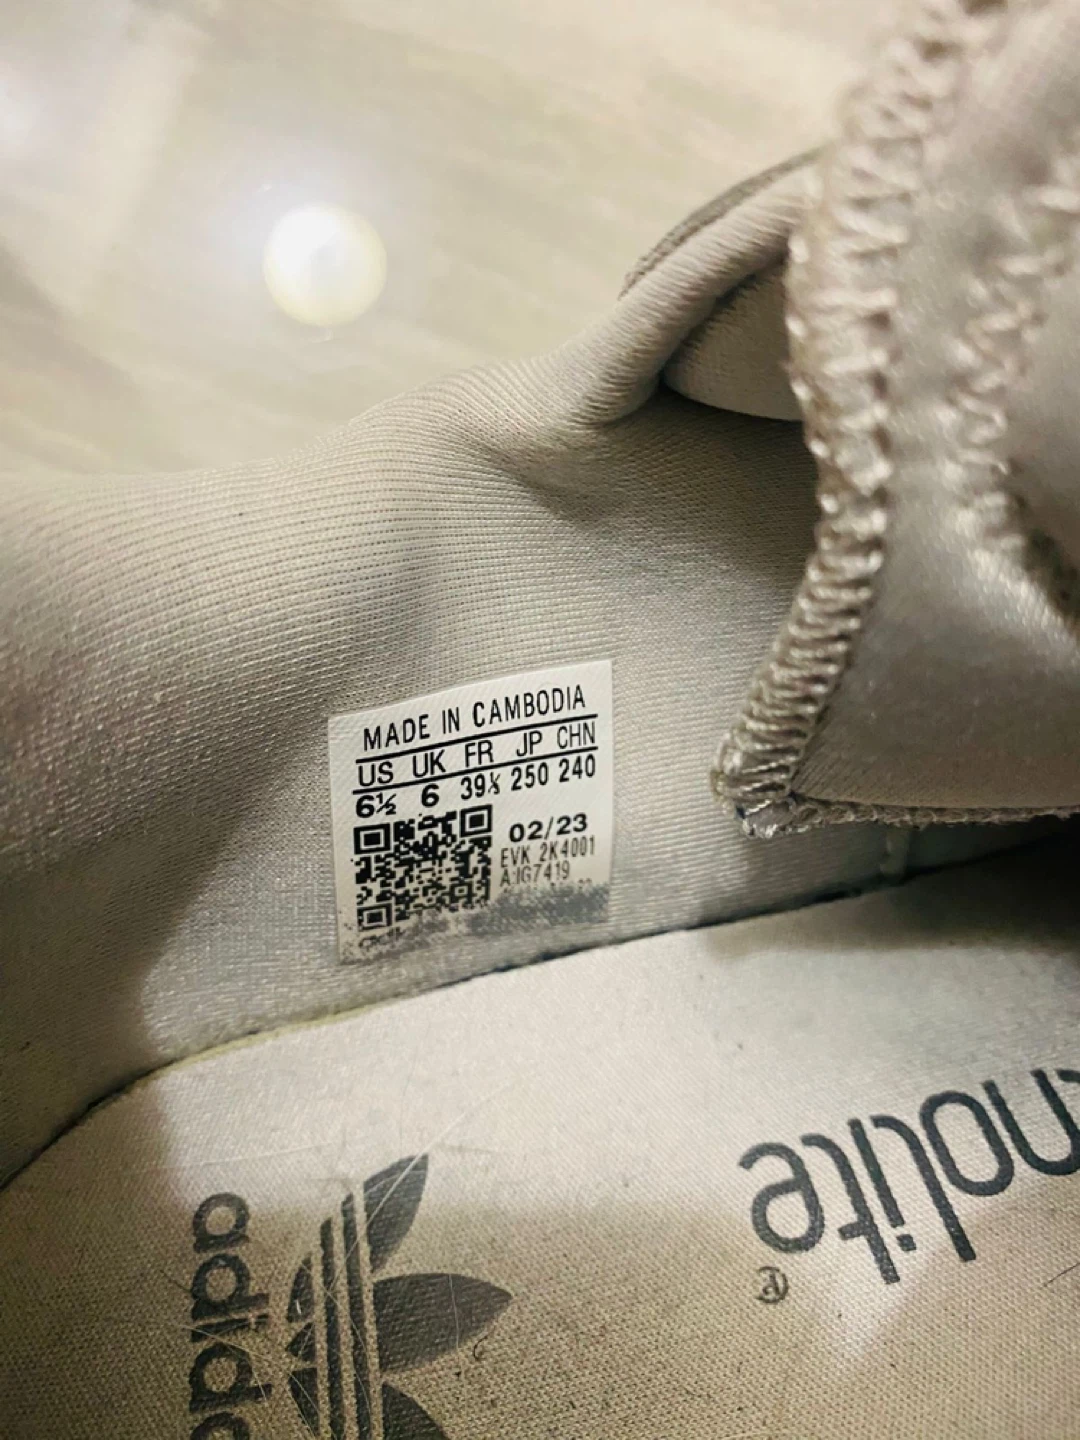 MADE IN CAMBODIA
US UK FR JP CHN
6½ 6 39⅓ 250 240
02/23
EVK 2K4001
A:IG7419
adidas
nolite®